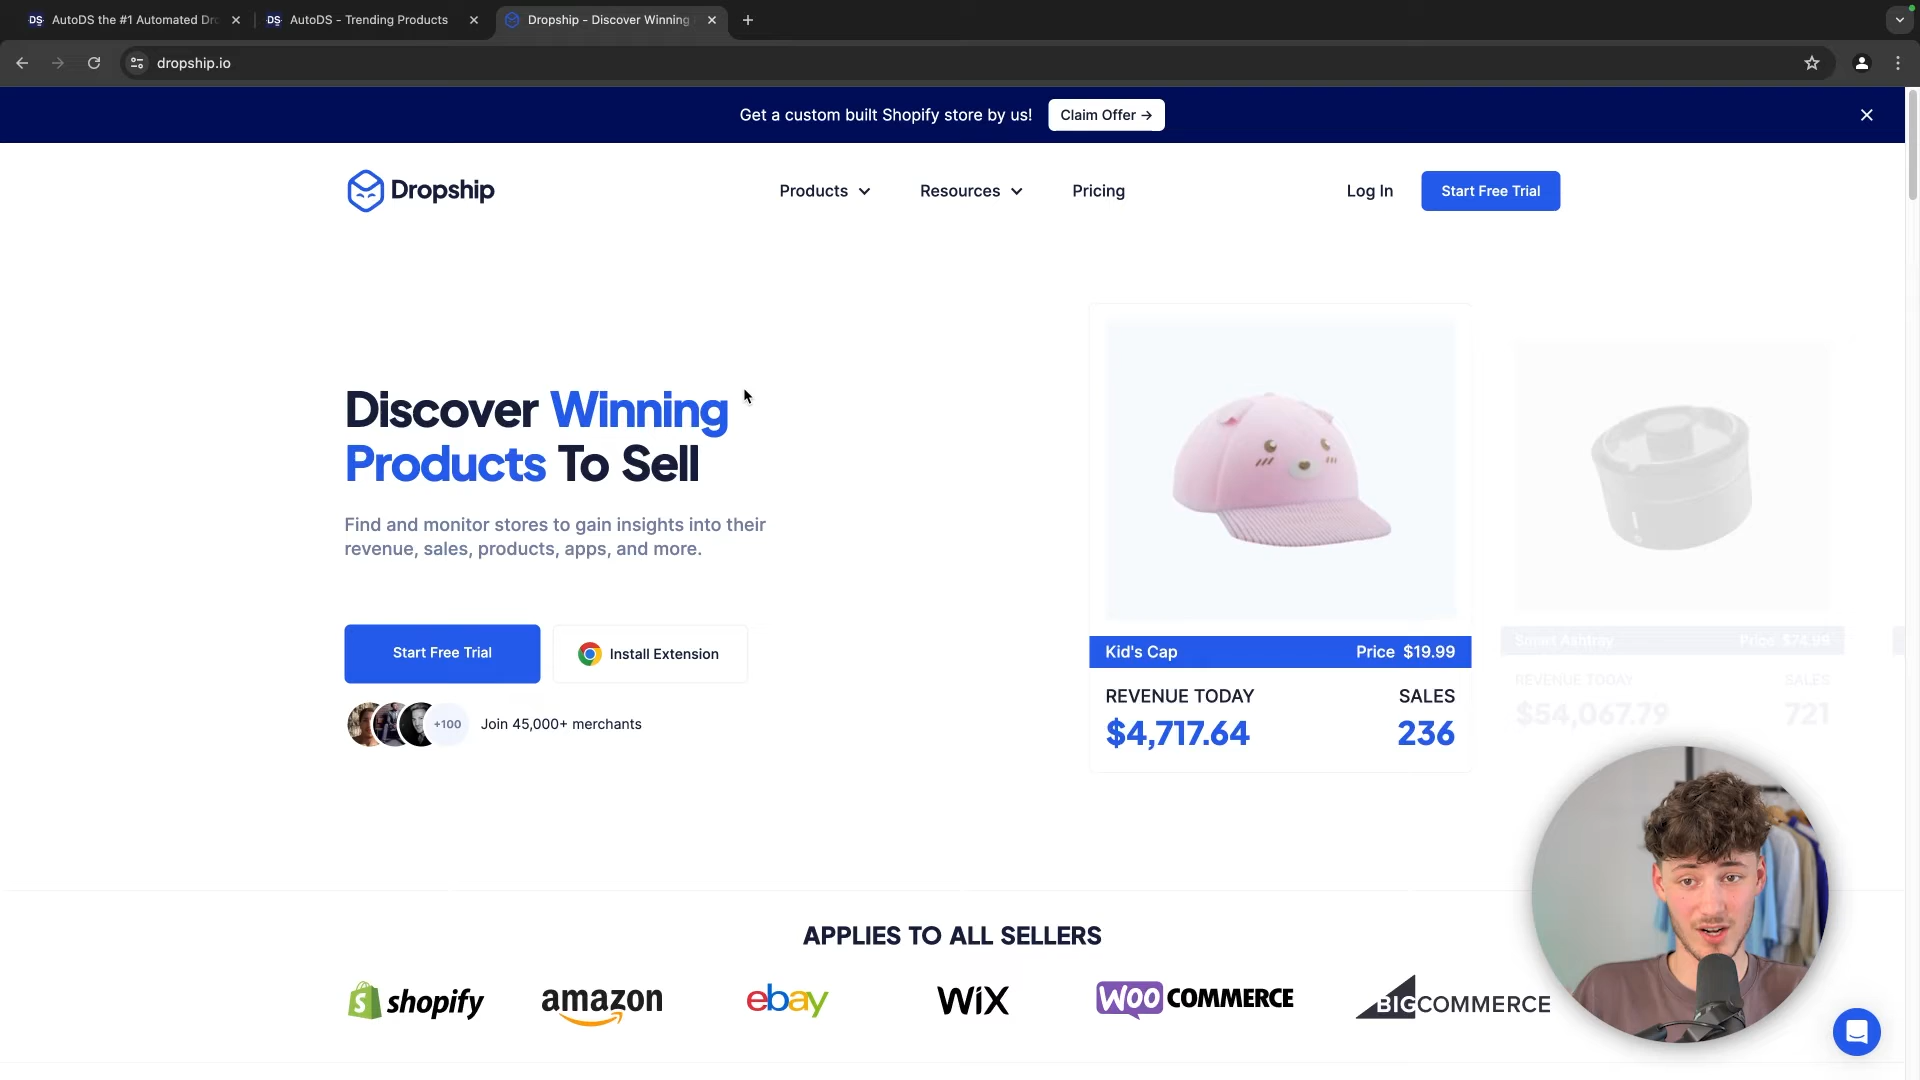 AutoDS the #1 Automated Dr
AutoDS - Trending Products
Dropship - Discover Winning
dropship.io
Get a custom built Shopify store by us!
Claim Offer →
Dropship
Products
Resources
Pricing
Log In
Start Free Trial
Discover Winning
Products To Sell
Find and monitor stores to gain insights into their
revenue, sales, products, apps, and more.
Start Free Trial
Install Extension
+100
Join 45,000+ merchants
Kid's Cap
Price $19.99
REVENUE TODAY
SALES
$4,717.64
236
Smart Ashtray
Price $74.99
REVENUE TODAY
SALES
$54,067.79
721
APPLIES TO ALL SELLERS
shopify
amazon
ebay
WiX
WOO COMMERCE
BIGCOMMERCE